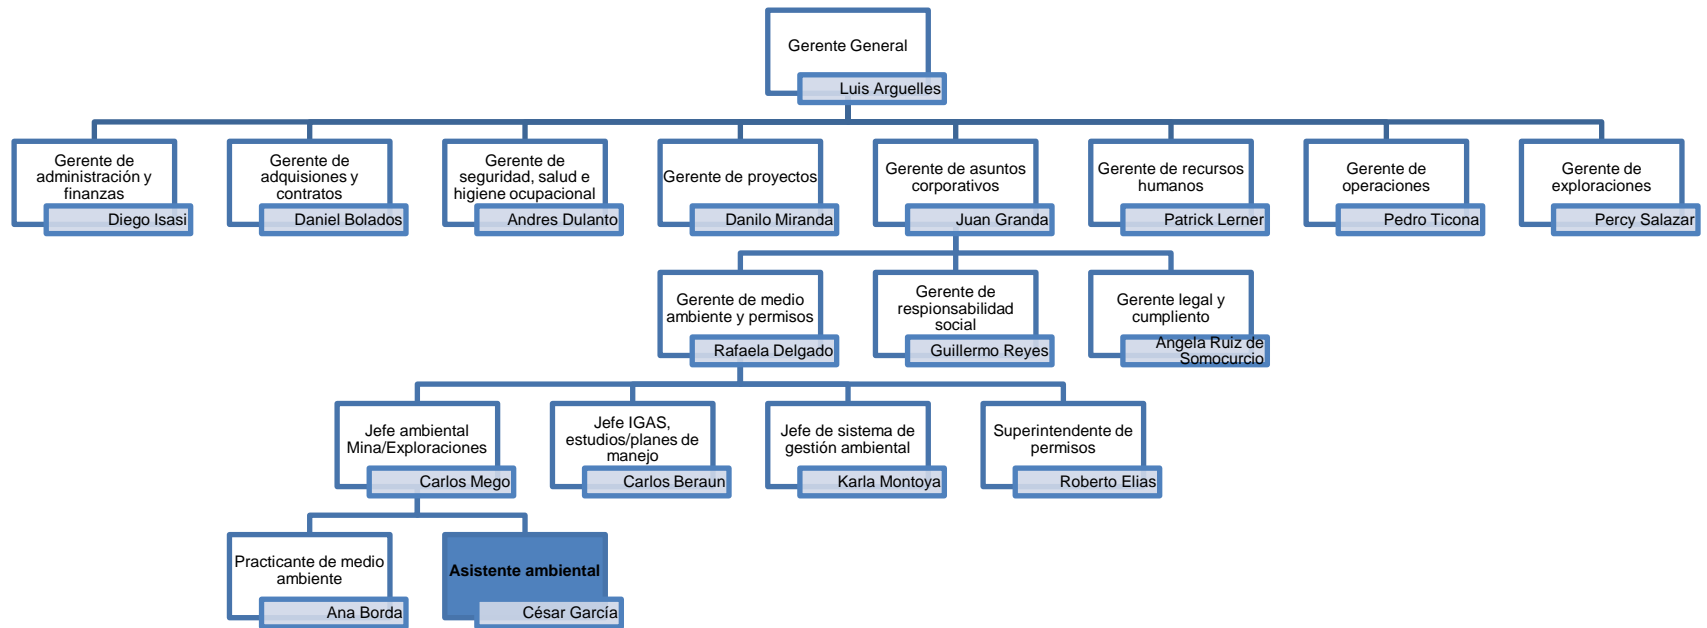 Gerente General
Luis Arguelles
Gerente de
administración y
finanzas
Diego Isasi
Gerente de
adquisiones y
contratos
Daniel Bolados
Gerente de
seguridad, salud e
higiene ocupacional
Andres Dulanto
Gerente de proyectos
Danilo Miranda
Gerente de asuntos
corporativos
Juan Granda
Gerente de recursos
humanos
Patrick Lerner
Gerente de
operaciones
Pedro Ticona
Gerente de
exploraciones
Percy Salazar
Gerente de medio
ambiente y permisos
Rafaela Delgado
Gerente de
responsabilidad
social
Guillermo Reyes
Gerente legal y
cumpliento
Angela Ruiz de
Somocurcio
Jefe ambiental
Mina/Exploraciones
Carlos Mego
Jefe IGAS,
estudios/planes de
manejo
Carlos Beraun
Jefe de sistema de
gestión ambiental
Karla Montoya
Superintendente de
permisos
Roberto Elias
Practicante de medio
ambiente
Ana Borda
Asistente ambiental
César García